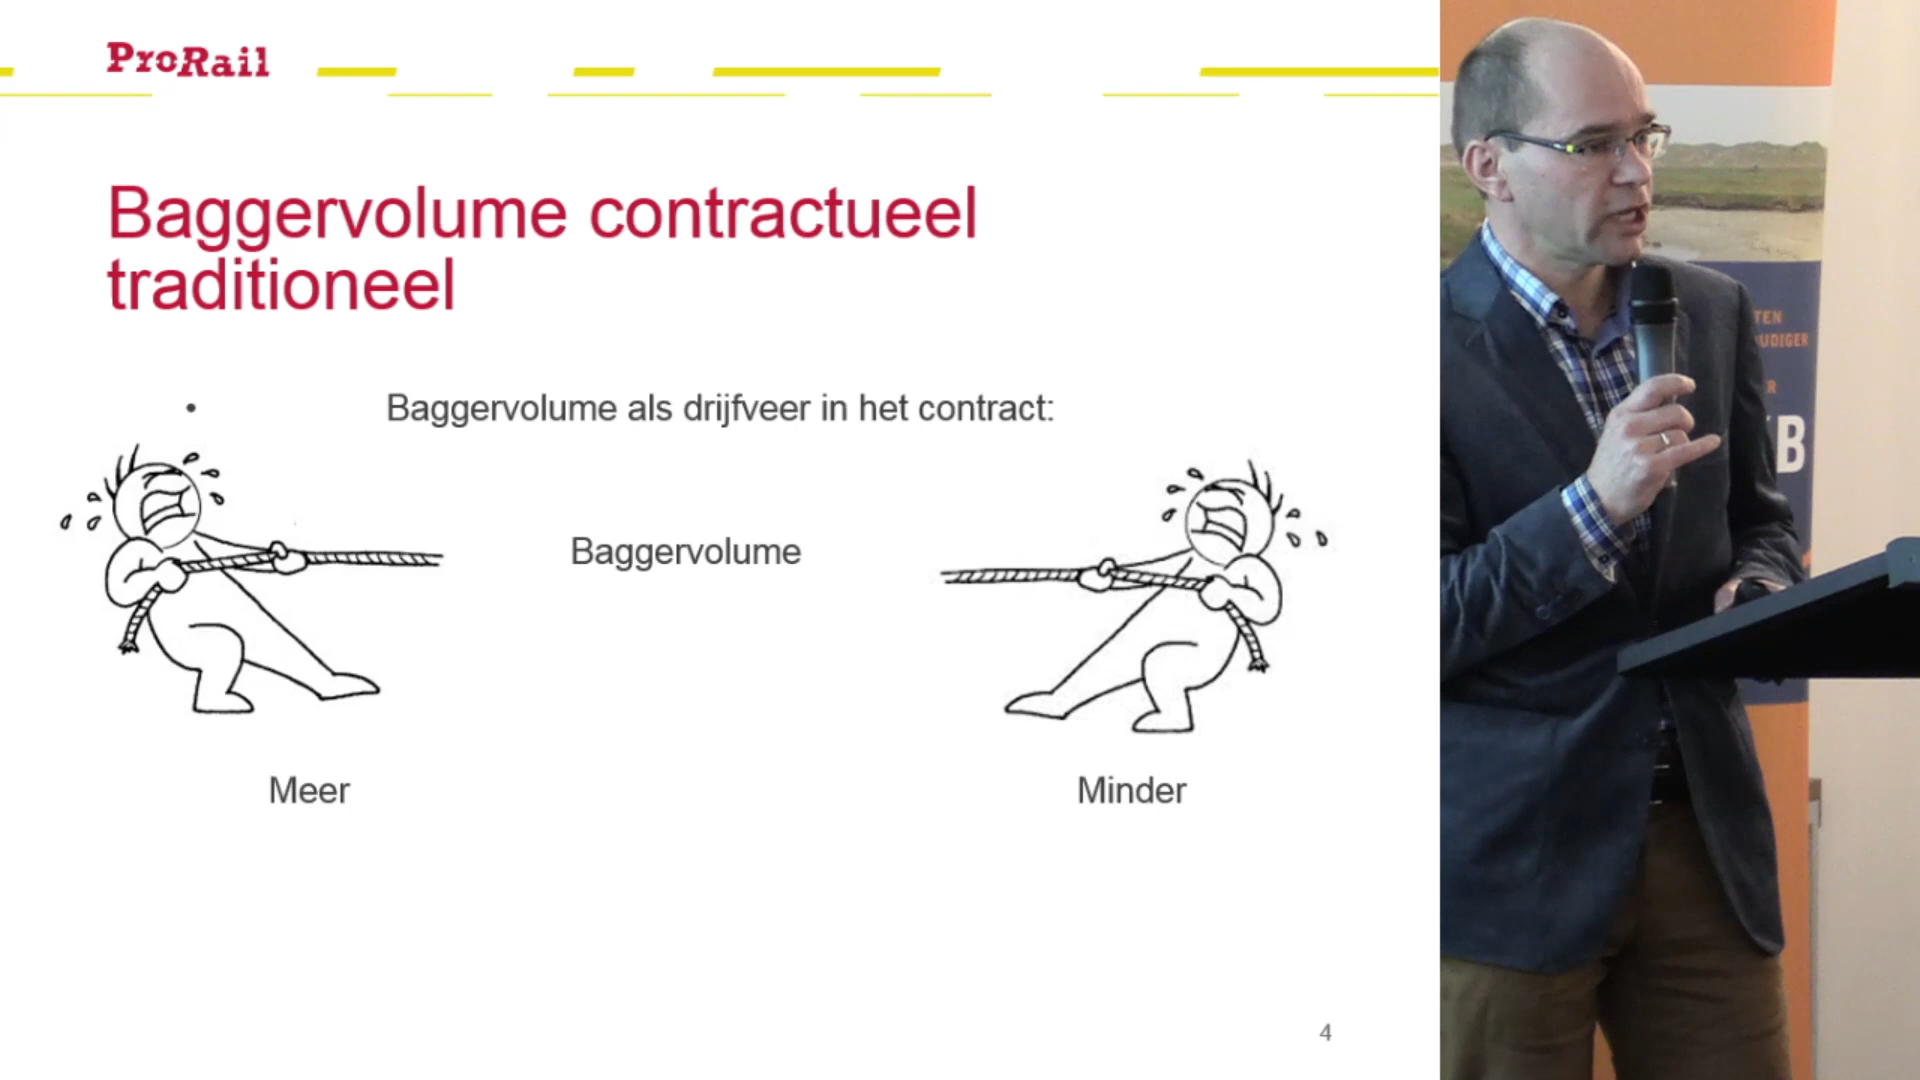 ProRail
Baggervolume contractueel
traditioneel
• Baggervolume als drijfveer in het contract:
Baggervolume
Meer
Minder
4